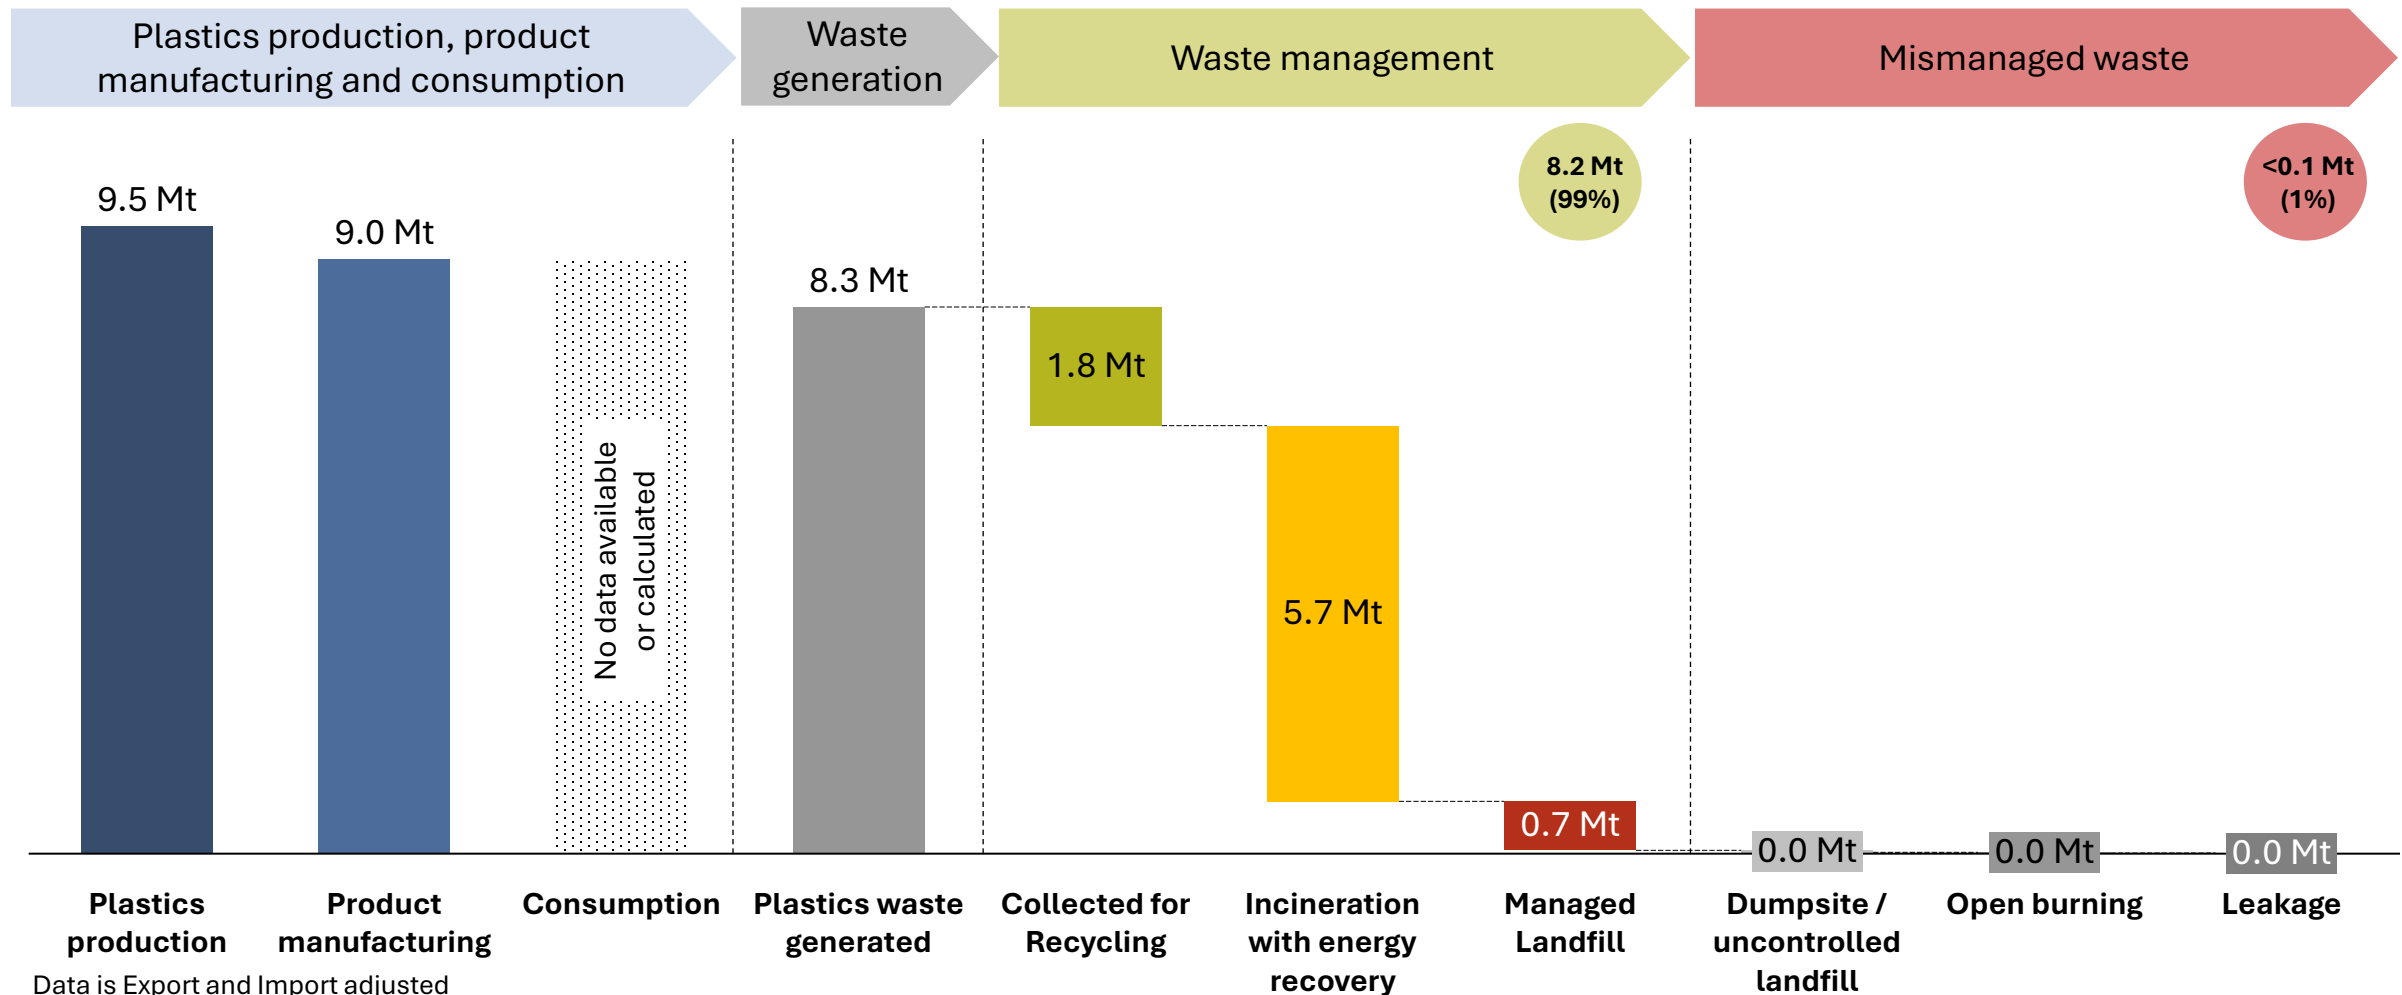 Plastics production, product
manufacturing and consumption
Waste
generation
Waste management
Mismanaged waste
8.2 Mt
(99%)
<0.1 Mt
(1%)
9.5 Mt
9.0 Mt
No data available
or calculated
8.3 Mt
1.8 Mt
5.7 Mt
0.7 Mt
0.0 Mt
0.0 Mt
0.0 Mt
Plastics
production
Product
manufacturing
Consumption
Plastics waste
generated
Collected for
Recycling
Incineration
with energy
recovery
Managed
Landfill
Dumpsite /
uncontrolled
landfill
Open burning
Leakage
Data is Export and Import adjusted